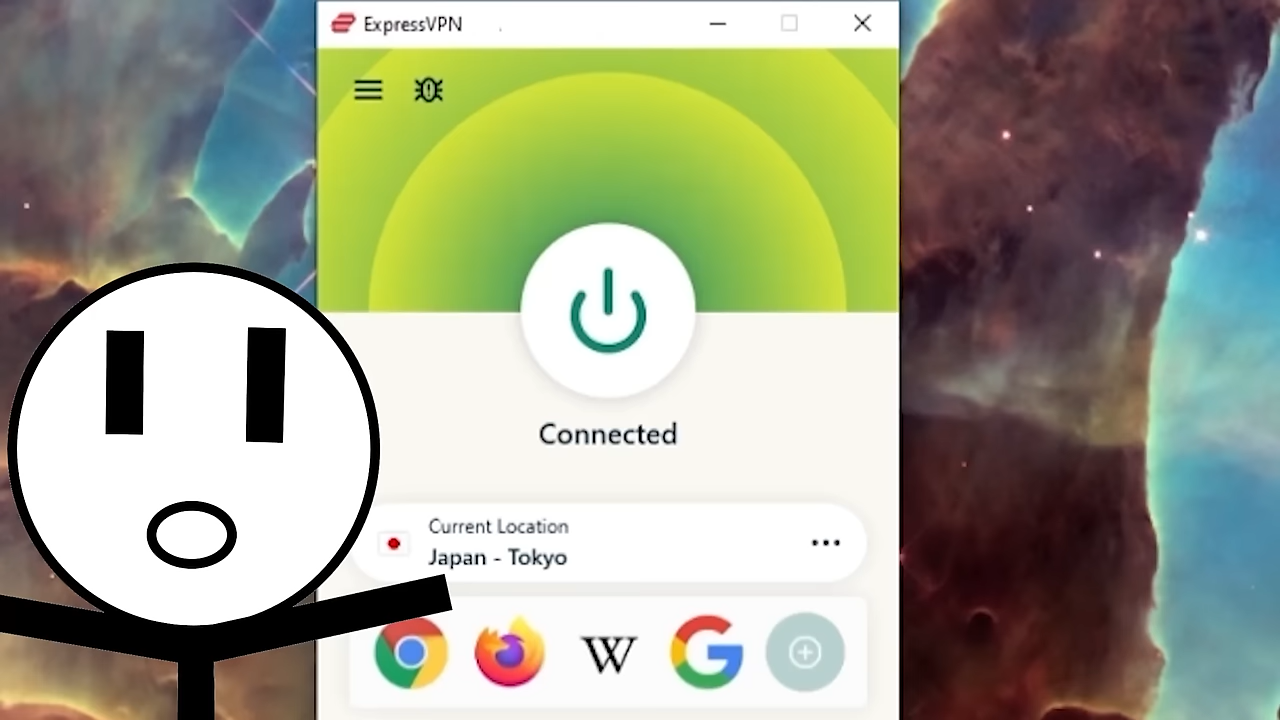 ExpressVPN
Connected
Current Location
Japan - Tokyo
W
G